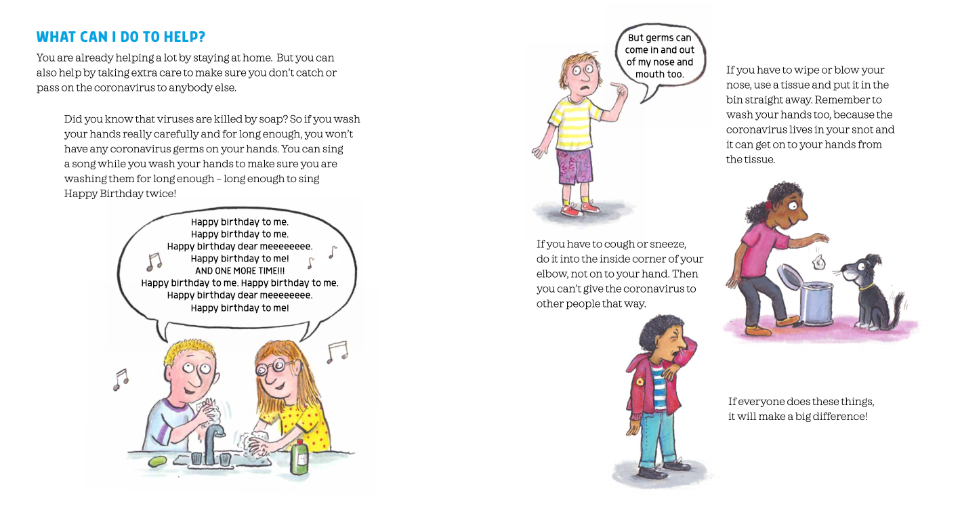 WHAT CAN I DO TO HELP?
You are already helping a lot by staying at home.  But you can
also help by taking extra care to make sure you don't catch or
pass on the coronavirus to anybody else.
Did you know that viruses are killed by soap? So if you wash
your hands really carefully and for long enough, you won't
have any coronavirus germs on your hands. You can sing
a song while you wash your hands to make sure you are
washing them for long enough – long enough to sing
Happy Birthday twice!
Happy birthday to me.
Happy birthday to me.
Happy birthday dear meeeeeeee.
Happy birthday to me!
AND ONE MORE TIME!!!
Happy birthday to me. Happy birthday to me.
Happy birthday dear meeeeeeee.
Happy birthday to me!
But germs can
come in and out
of my nose and
mouth too.
If you have to cough or sneeze,
do it into the inside corner of your
elbow, not on to your hand. Then
you can't give the coronavirus to
other people that way.
If you have to wipe or blow your
nose, use a tissue and put it in the
bin straight away. Remember to
wash your hands too, because the
coronavirus lives in your snot and
it can get on to your hands from
the tissue.
If everyone does these things,
it will make a big difference!